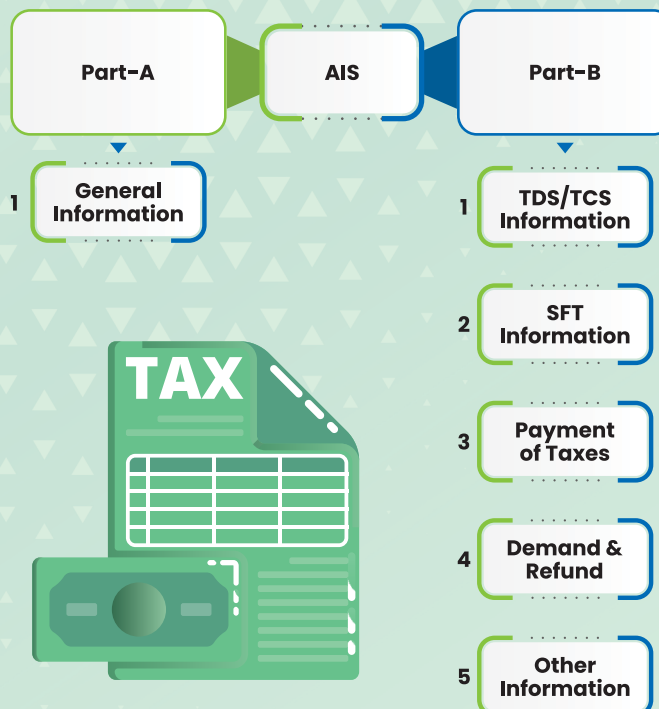 Part-A
AIS
Part-B
1
General
Information
1
TDS/TCS
Information
2
SFT
Information
3
Payment
of Taxes
4
Demand &
Refund
5
Other
Information
TAX